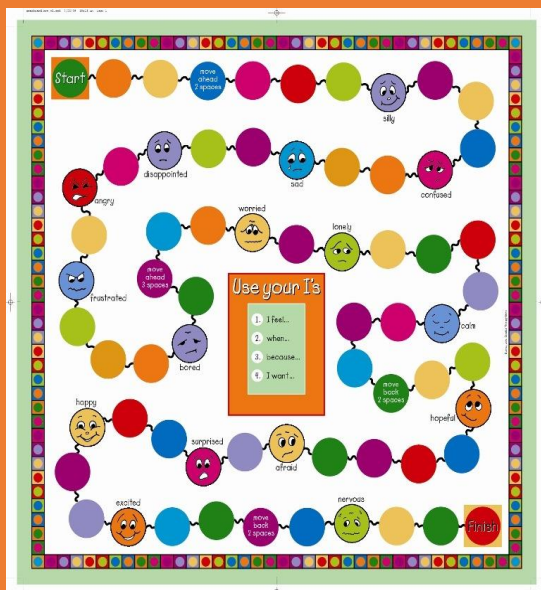 Start
move
ahead
2 spaces
silly
disappointed
sad
confused
angry
worried
lonely
move
ahead
3 spaces
frustrated
Use your I's
1. I feel...
2. when...
3. because...
4. I want...
calm
bored
move
back
2 spaces
happy
hopeful
surprised
afraid
excited
nervous
move
back
2 spaces
Finish